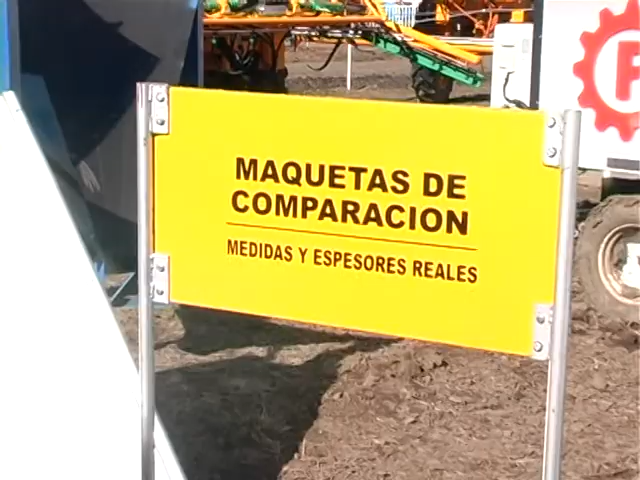 MAQUETAS DE
COMPARACION
MEDIDAS Y ESPESORES REALES
F